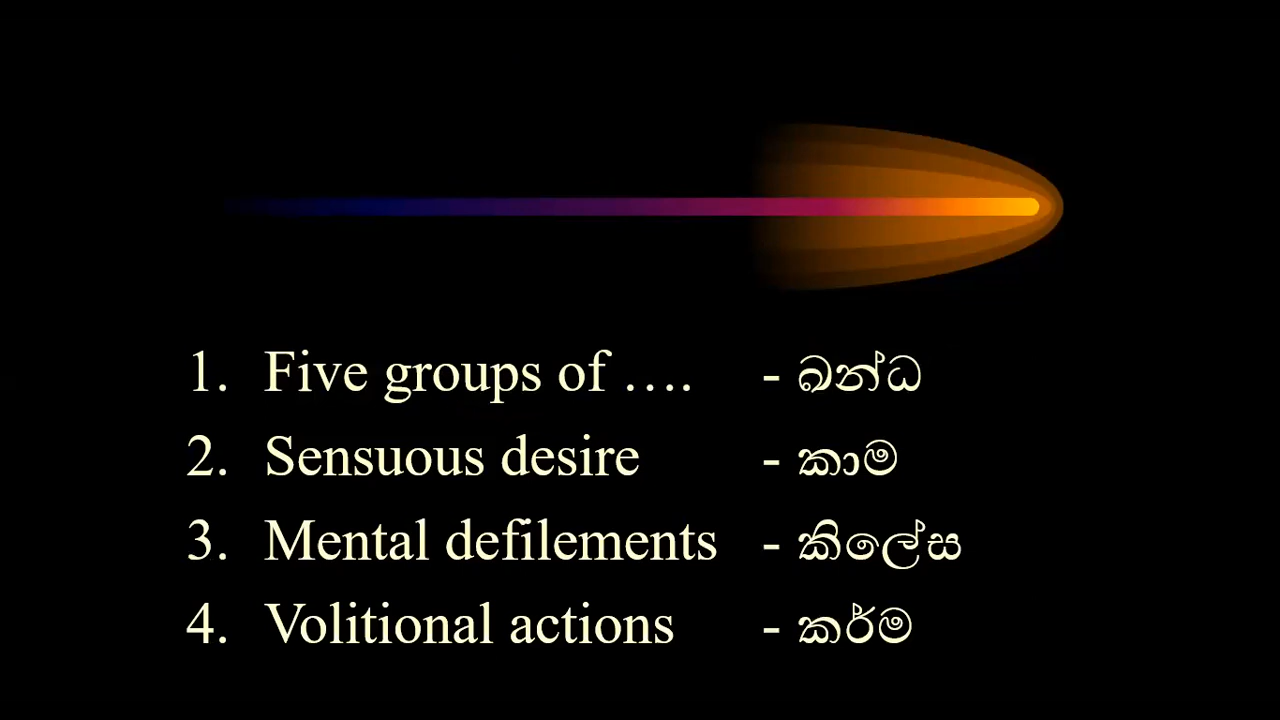 1. Five groups of …. - ඛන්ධ
2. Sensuous desire - කාම
3. Mental defilements - කිලේස
4. Volitional actions - කර්ම